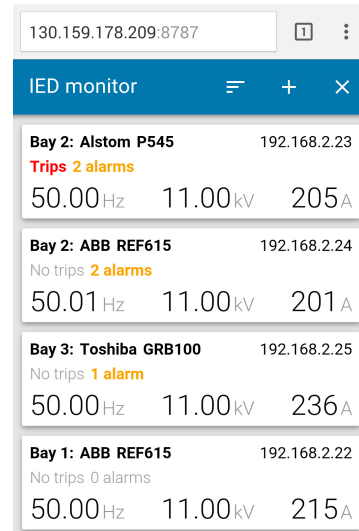 130.159.178.209:8787 1
IED monitor
Bay 2: Alstom P545 192.168.2.23
Trips 2 alarms
50.00 Hz 11.00 kV 205 A
Bay 2: ABB REF615 192.168.2.24
No trips 2 alarms
50.01 Hz 11.00 kV 201 A
Bay 3: Toshiba GRB100 192.168.2.25
No trips 1 alarm
50.00 Hz 11.00 kV 236 A
Bay 1: ABB REF615 192.168.2.22
No trips 0 alarms
50.00 Hz 11.00 kV 215 A